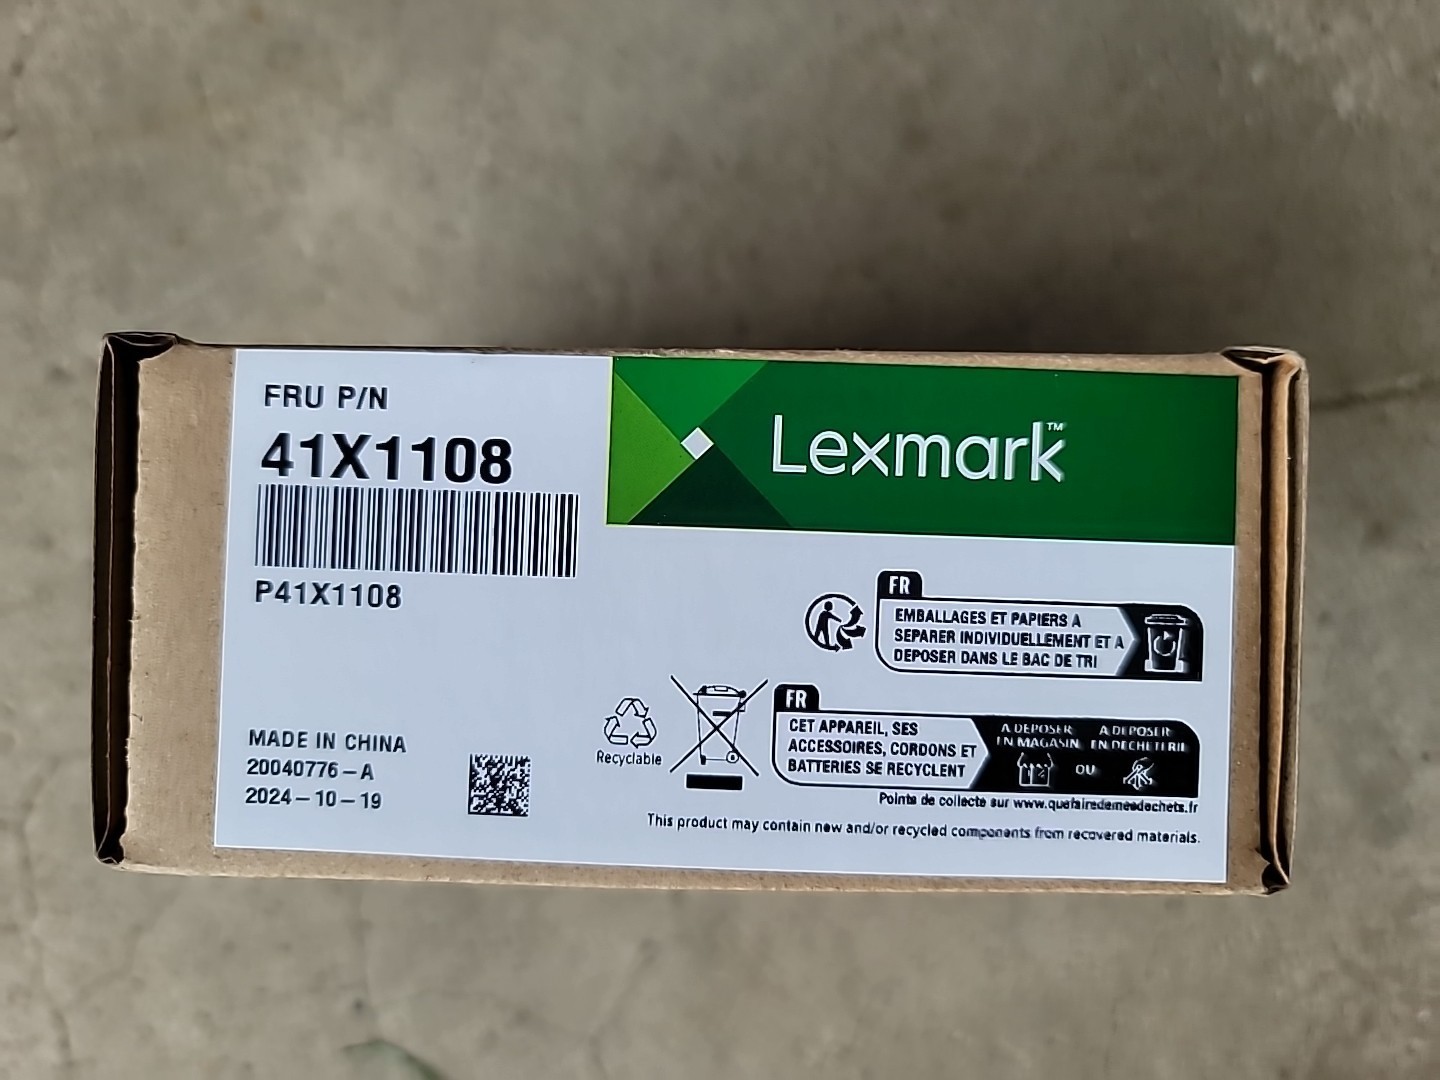 FRU P/N
41X1108
P41X1108
Lexmark™
FR
EMBALLAGES ET PAPIERS A
SEPARER INDIVIDUELLEMENT ET A
DEPOSER DANS LE BAC DE TRI
FR
CET APPAREIL, SES
ACCESSOIRES, CORDONS ET
BATTERIES SE RECYCLENT
A DEPOSER
EN MAGASIN
OU
A DEPOSER
EN DECHETERIE
Recyclable
Points de collecte sur www.quefairedemesdechets.fr
This product may contain new and/or recycled components from recovered materials.
MADE IN CHINA
20040776-A
2024-10-19